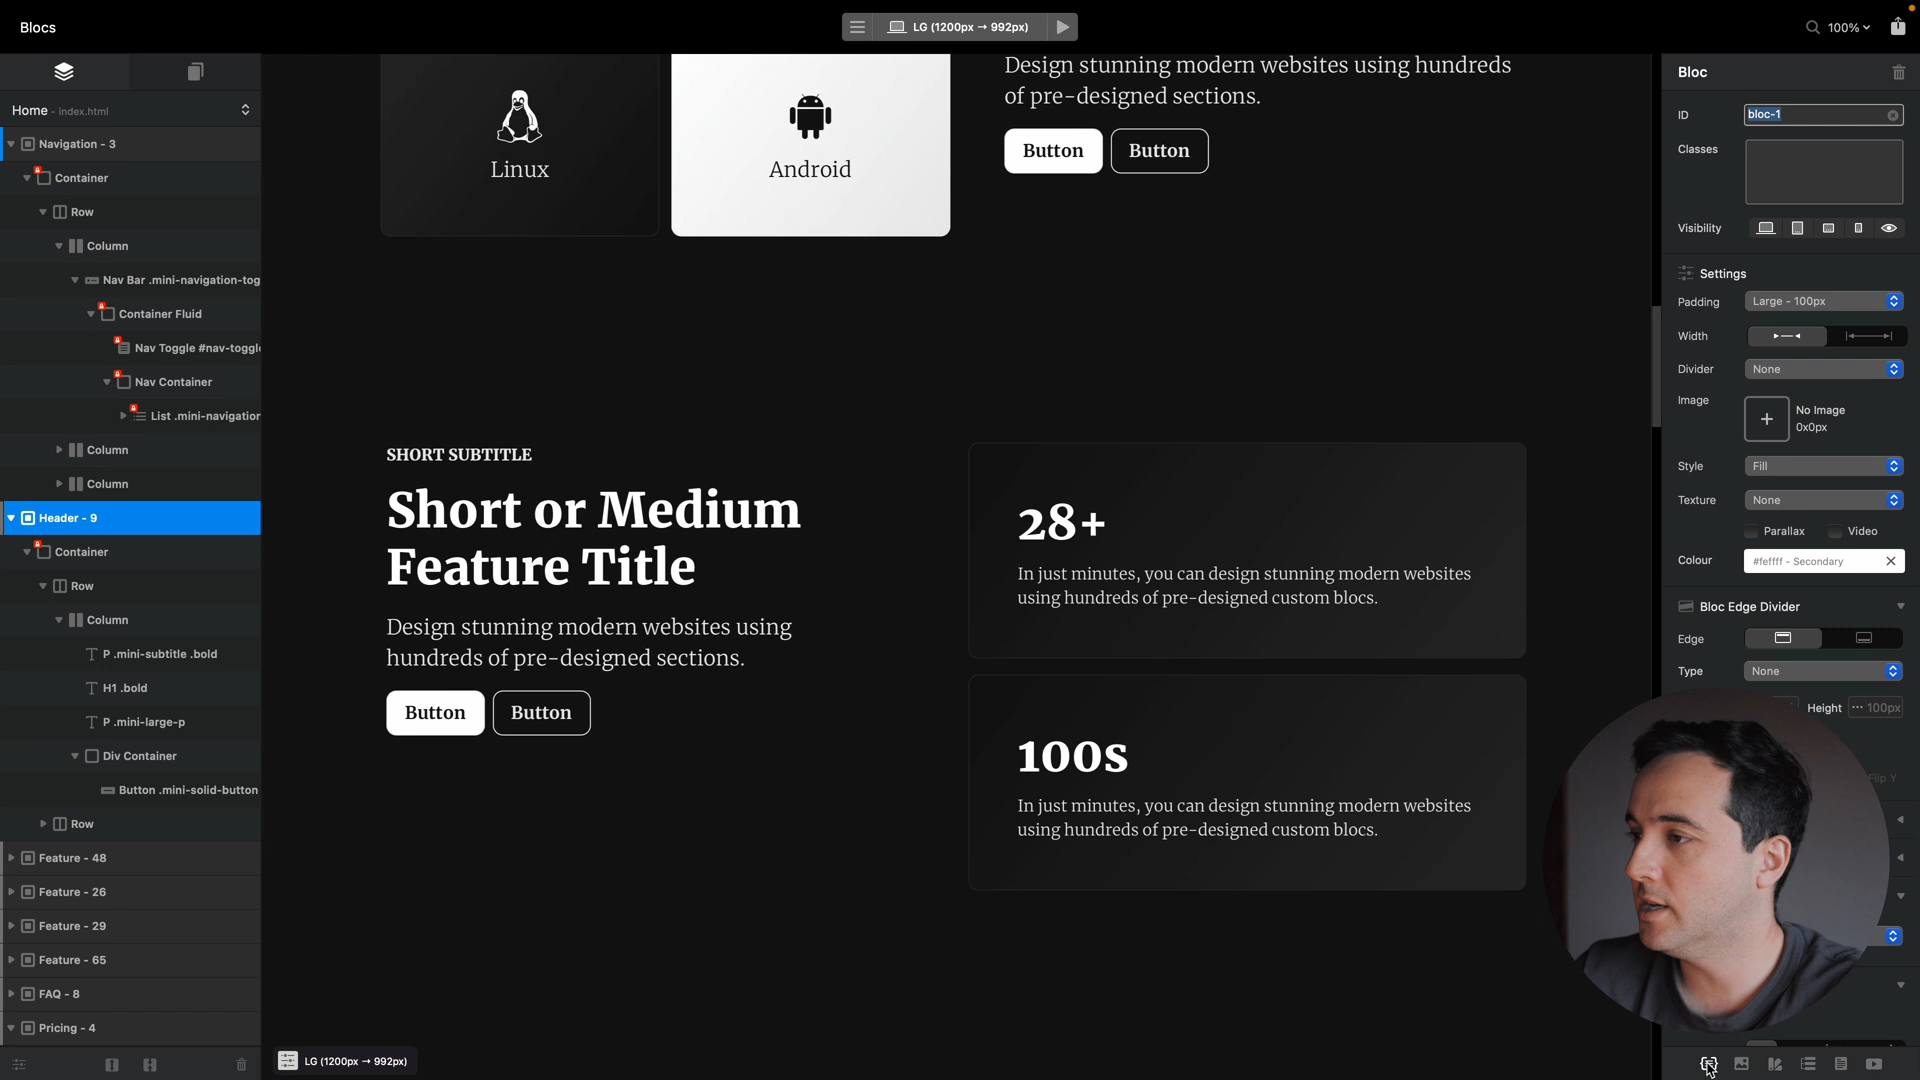 Blocs
LG (1200px → 992px)
100%
Home - index.html
Navigation - 3
Container
Row
Column
Nav Bar .mini-navigation-tog
Container Fluid
Nav Toggle #nav-toggle
Nav Container
List .mini-navigation
Column
Column
Header - 9
Container
Row
Column
P .mini-subtitle .bold
H1 .bold
P .mini-large-p
Div Container
Button .mini-solid-button
Row
Feature - 48
Feature - 26
Feature - 29
Feature - 65
FAQ - 8
Pricing - 4
Linux
Android
Design stunning modern websites using hundreds
of pre-designed sections.
Button
Button
SHORT SUBTITLE
Short or Medium
Feature Title
Design stunning modern websites using
hundreds of pre-designed sections.
Button
Button
28+
In just minutes, you can design stunning modern websites
using hundreds of pre-designed custom blocs.
100s
In just minutes, you can design stunning modern websites
using hundreds of pre-designed custom blocs.
LG (1200px → 992px)
Bloc
ID
bloc-1
Classes
Visibility
Settings
Padding
Large - 100px
Width
Divider
None
Image
No Image
0x0px
Style
Fill
Texture
None
Parallax
Video
Colour
#feffff - Secondary
Bloc Edge Divider
Edge
Type
None
Height
100px
Flip Y